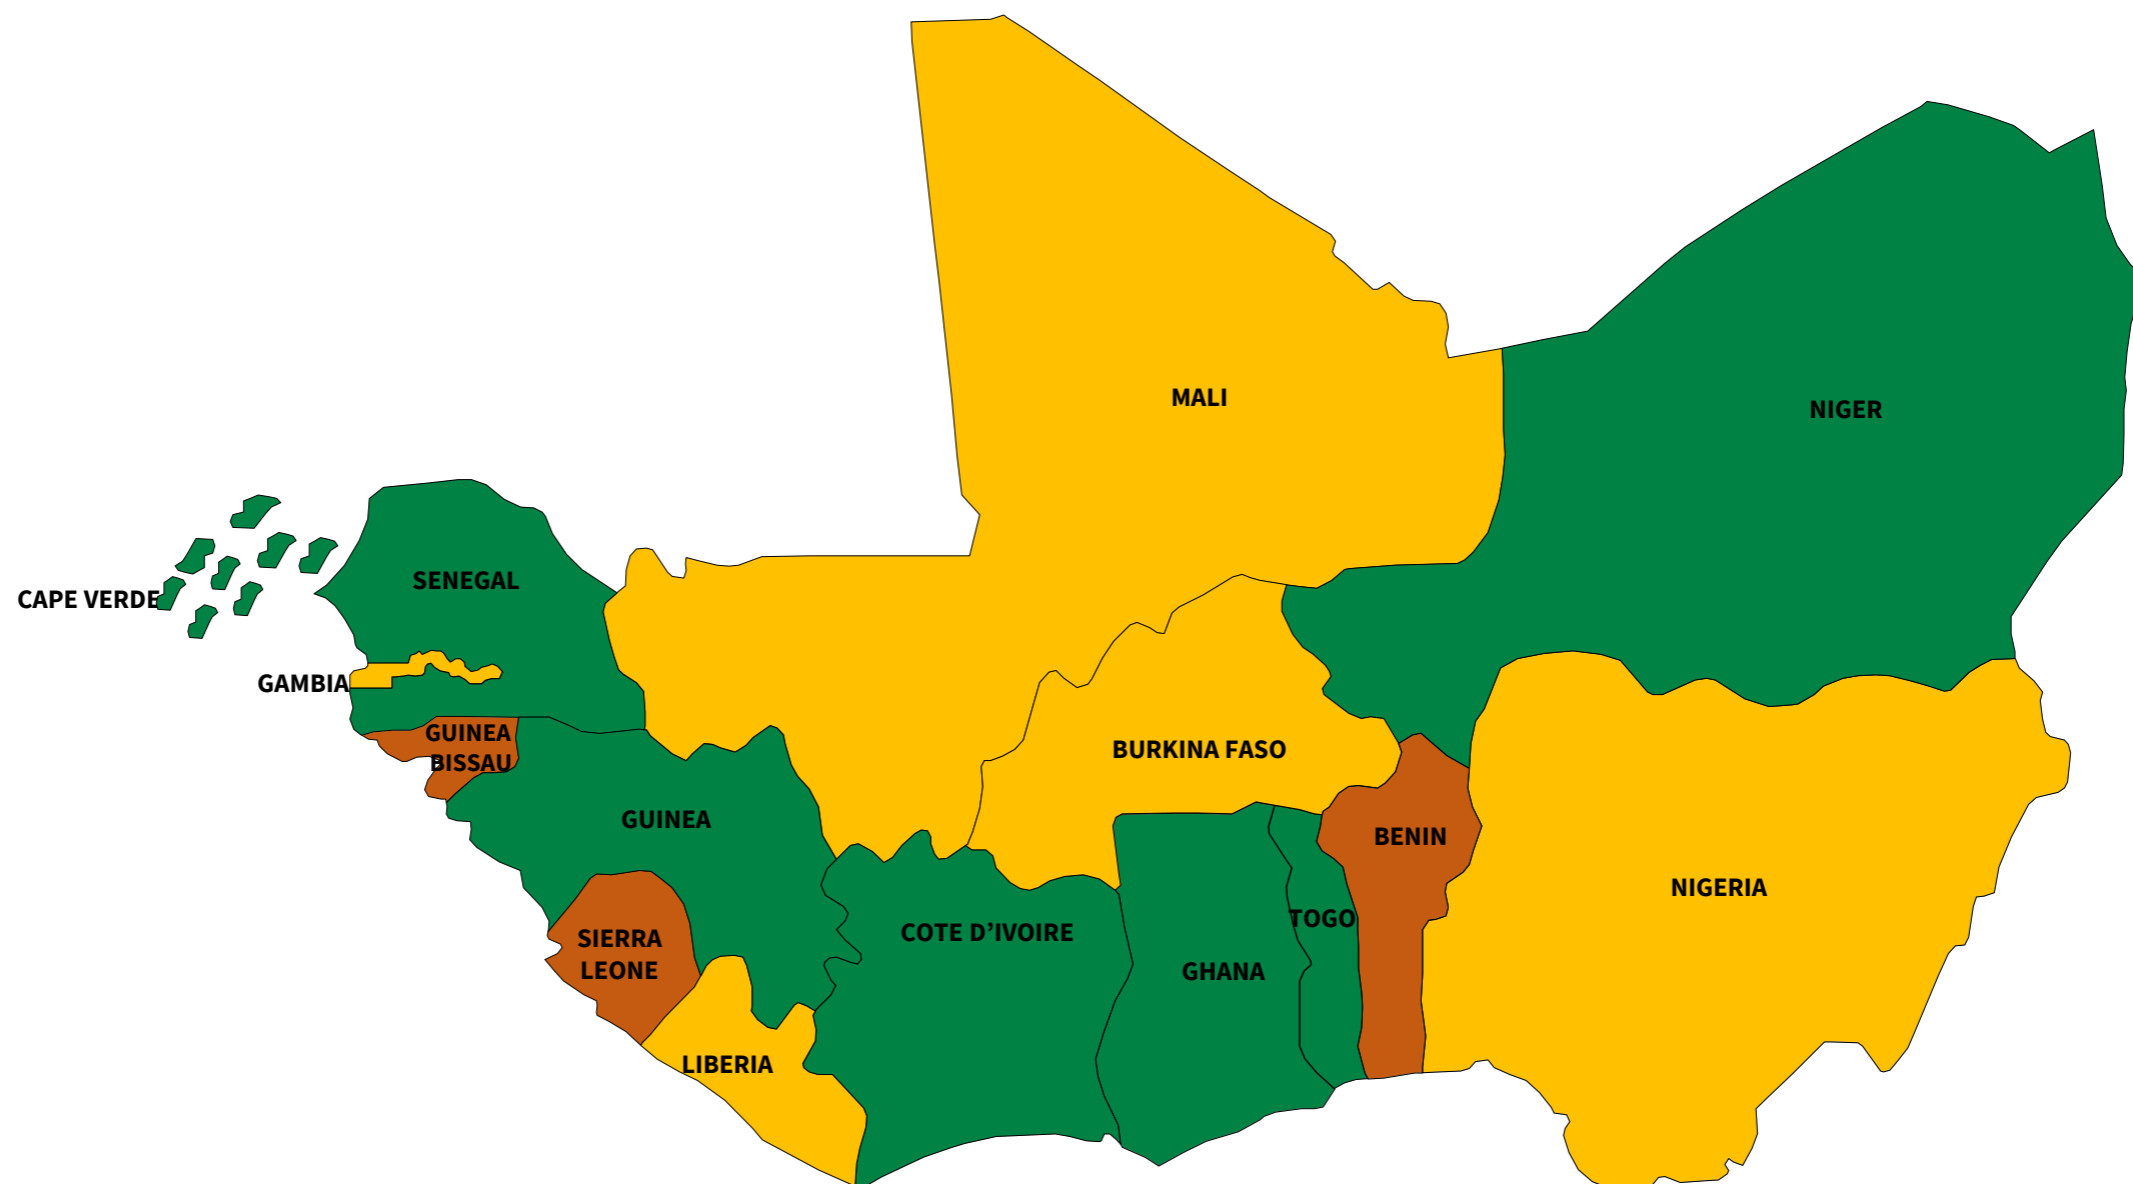 MALI
NIGER
SENEGAL
CAPE VERDE
GAMBIA
GUINEA
BISSAU
BURKINA FASO
GUINEA
BENIN
NIGERIA
TOGO
COTE D’IVOIRE
SIERRA
LEONE
GHANA
LIBERIA